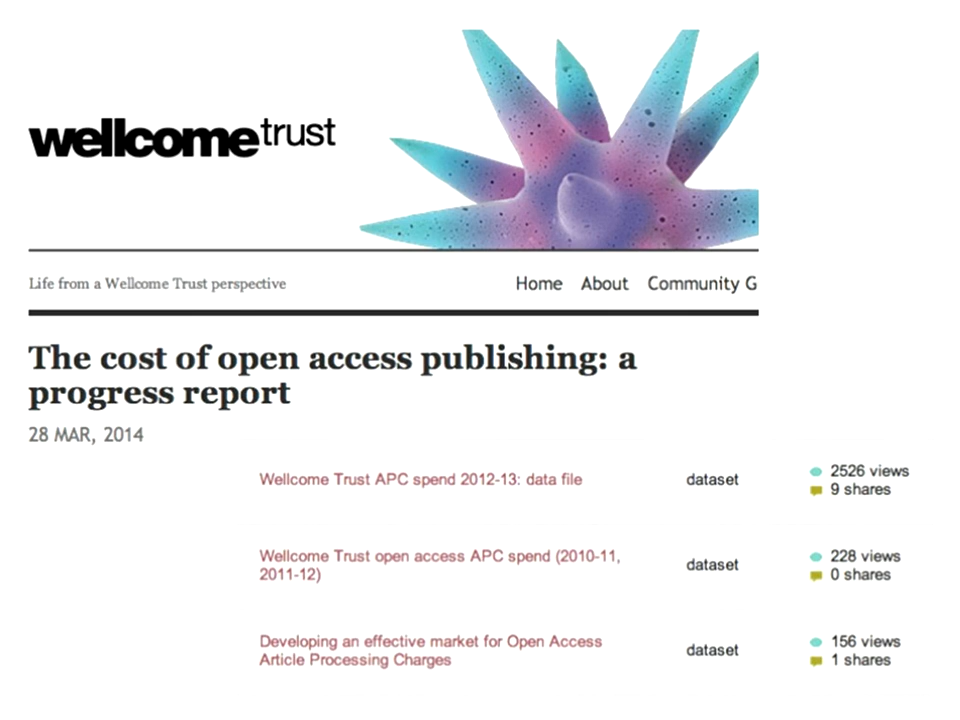 wellcometrust
Life from a Wellcome Trust perspective
Home About Community G
The cost of open access publishing: a
progress report
28 MAR, 2014
Wellcome Trust APC spend 2012-13: data file
dataset
2526 views
9 shares
Wellcome Trust open access APC spend (2010-11,
2011-12)
dataset
228 views
0 shares
Developing an effective market for Open Access
Article Processing Charges
dataset
156 views
1 shares